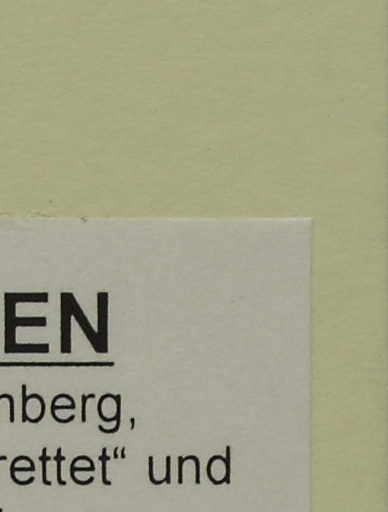 EN
nberg,
rettet“ und